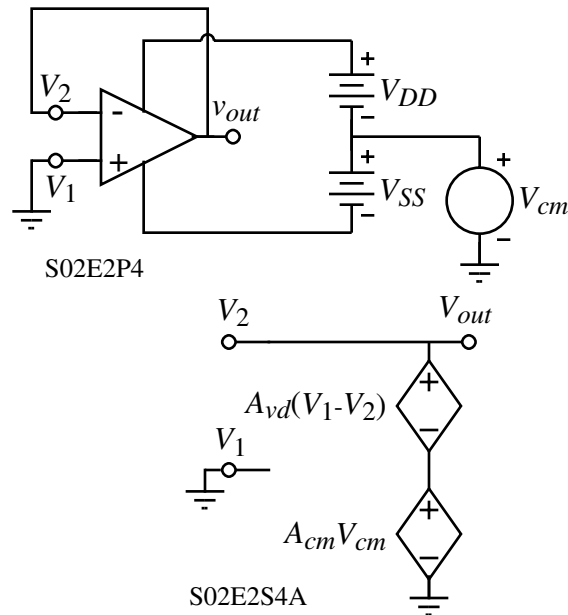 V2
V1
-
+
vout
+
VDD
-
+
VSS
-
+
Vcm
-
S02E2P4
V2
Vout
Avd(V1-V2)
+
-
V1
AcmVcm
+
-
S02E2S4A